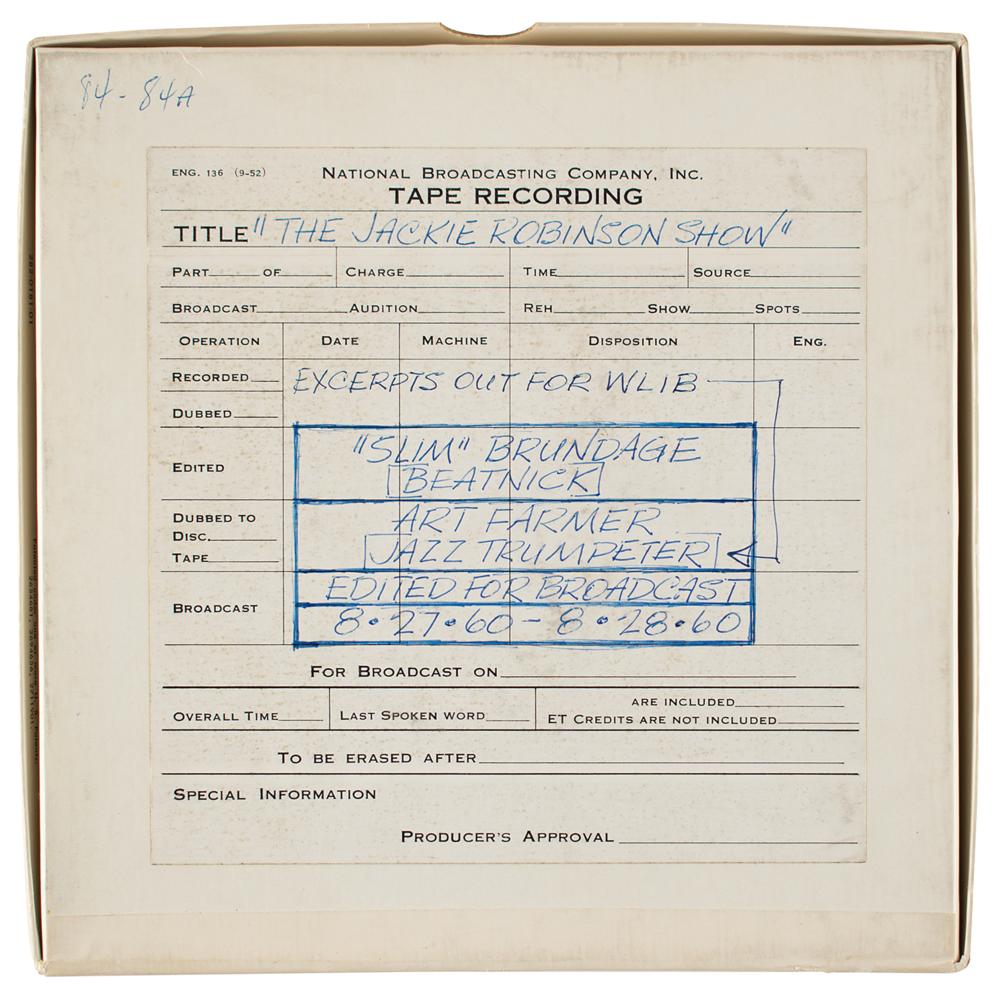 84 - 84A
ENG. 136 (9-52) NATIONAL BROADCASTING COMPANY, INC.
TAPE RECORDING
TITLE "THE JACKIE ROBINSON SHOW"
PART OF CHARGE TIME SOURCE
BROADCAST AUDITION REH. SHOW SPOTS
OPERATION DATE MACHINE DISPOSITION ENG.
RECORDED EXCERPTS OUT FOR WLIB
DUBBED
"SLIM" BRUNDAGE
EDITED
BEATNICK
DUBBED TO ART FARMER
DISC.
TAPE JAZZ TRUMPETER
EDITED FOR BROADCAST
BROADCAST
8•27•60 - 8•28•60
FOR BROADCAST ON
ARE INCLUDED
OVERALL TIME LAST SPOKEN WORD ET CREDITS ARE NOT INCLUDED
TO BE ERASED AFTER
SPECIAL INFORMATION
PRODUCER'S APPROVAL